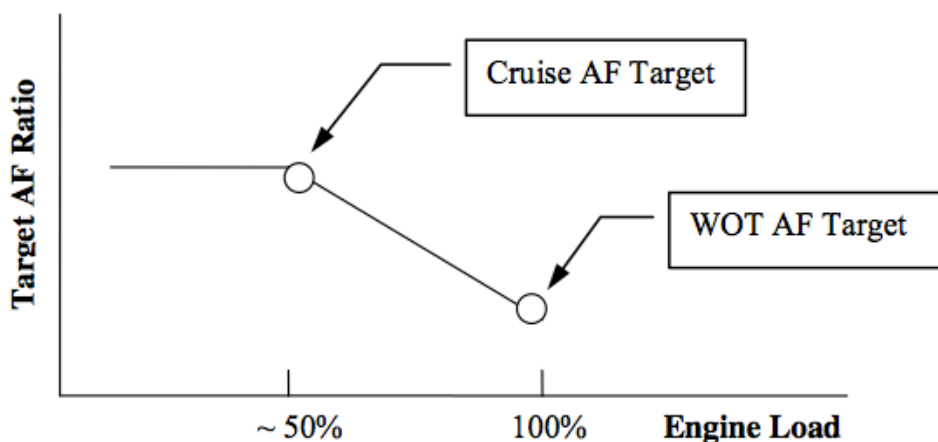 Cruise AF Target
Target AF Ratio
WOT AF Target
~ 50%
100%
Engine Load